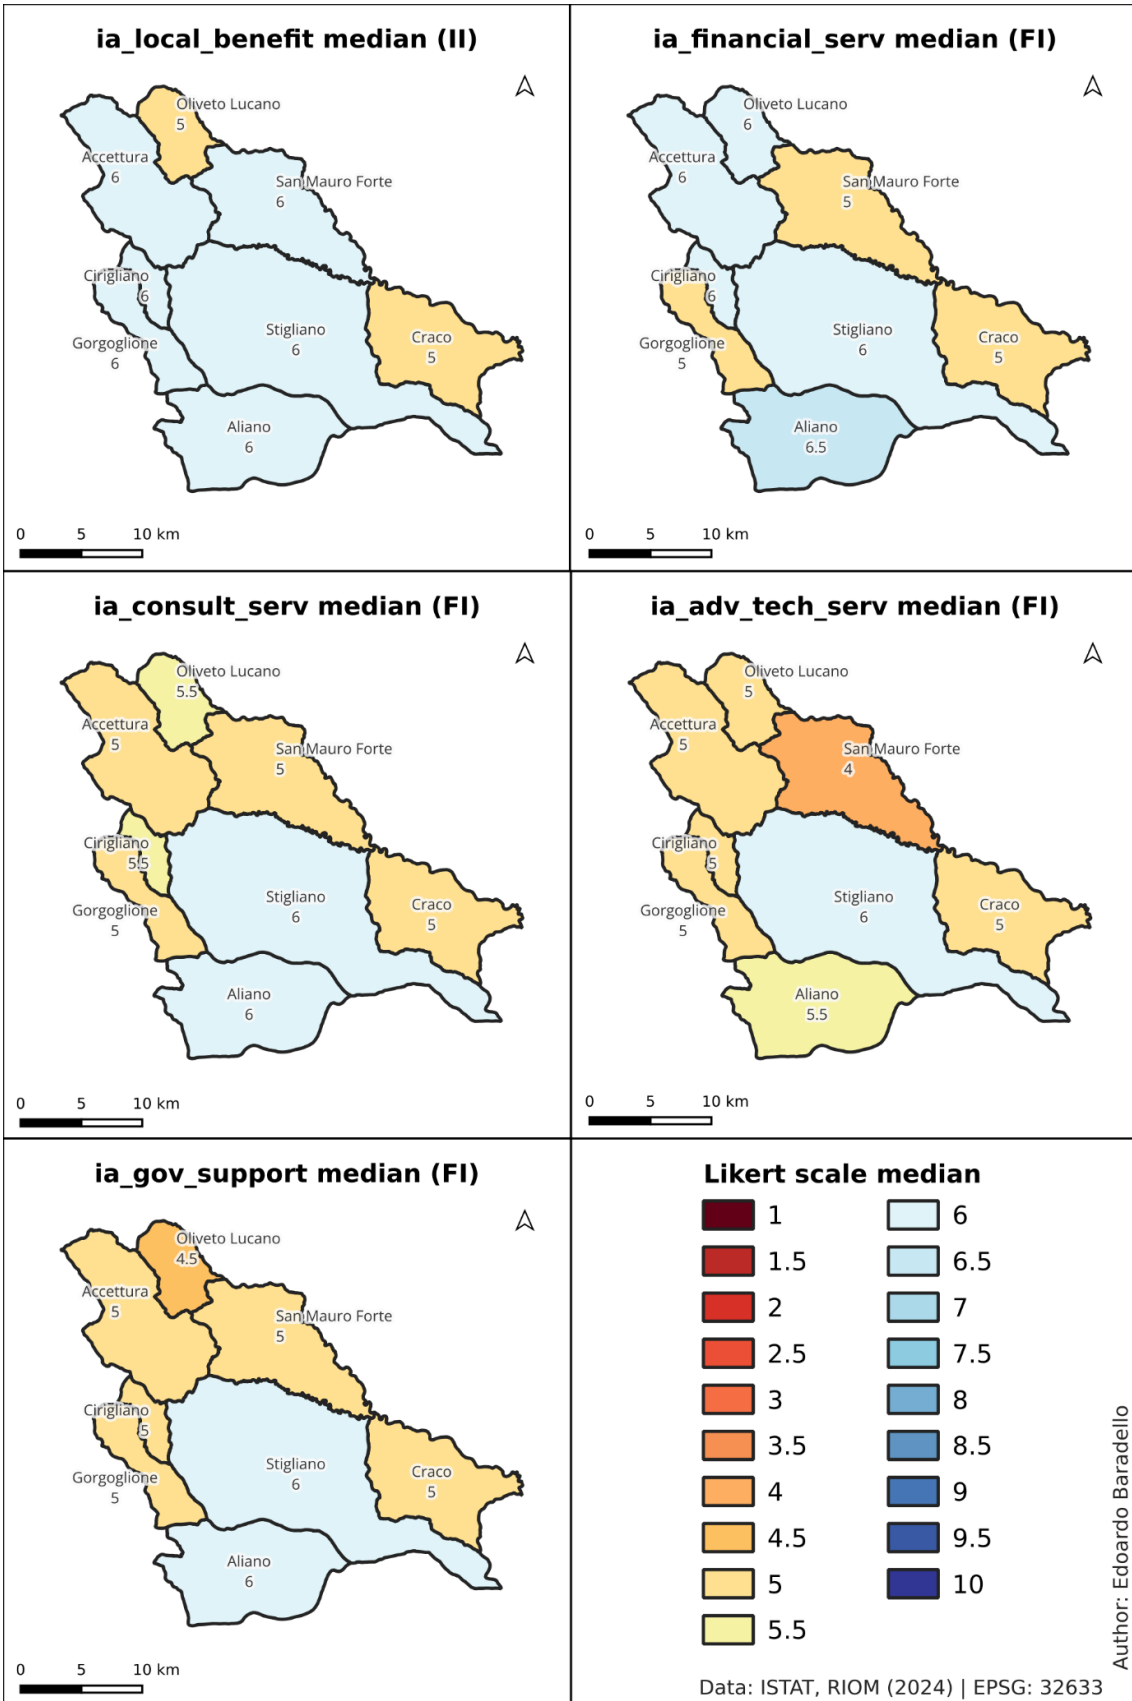 ia_local_benefit median (II)
Oliveto Lucano
5
Accettura
6
San Mauro Forte
6
Cirigliano
6
Stigliano
6
Gorgoglione
6
Craco
5
Aliano
6
0 5 10 km
ia_financial_serv median (FI)
Oliveto Lucano
6
Accettura
6
San Mauro Forte
5
Cirigliano
6
Stigliano
6
Gorgoglione
5
Craco
5
Aliano
6.5
0 5 10 km
ia_consult_serv median (FI)
Oliveto Lucano
5.5
Accettura
5
San Mauro Forte
5
Cirigliano
5.5
Stigliano
6
Gorgoglione
5
Craco
5
Aliano
6
0 5 10 km
ia_adv_tech_serv median (FI)
Oliveto Lucano
5
Accettura
5
San Mauro Forte
4
Cirigliano
5
Stigliano
6
Gorgoglione
5
Craco
5
Aliano
5.5
0 5 10 km
ia_gov_support median (FI)
Oliveto Lucano
4.5
Accettura
5
San Mauro Forte
5
Cirigliano
5
Stigliano
6
Gorgoglione
5
Craco
5
Aliano
6
0 5 10 km
Likert scale median
1
1.5
2
2.5
3
3.5
4
4.5
5
5.5
6
6.5
7
7.5
8
8.5
9
9.5
10
Author: Edoardo Baradello
Data: ISTAT, RIOM (2024) | EPSG: 32633